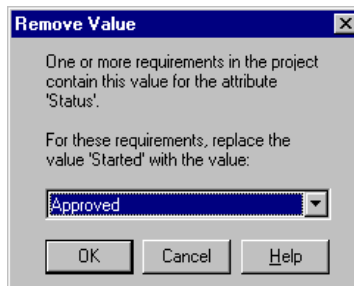 Remove Value
One or more requirements in the project
contain this value for the attribute
'Status'.
For these requirements, replace the
value 'Started' with the value:
Approved
OK Cancel Help